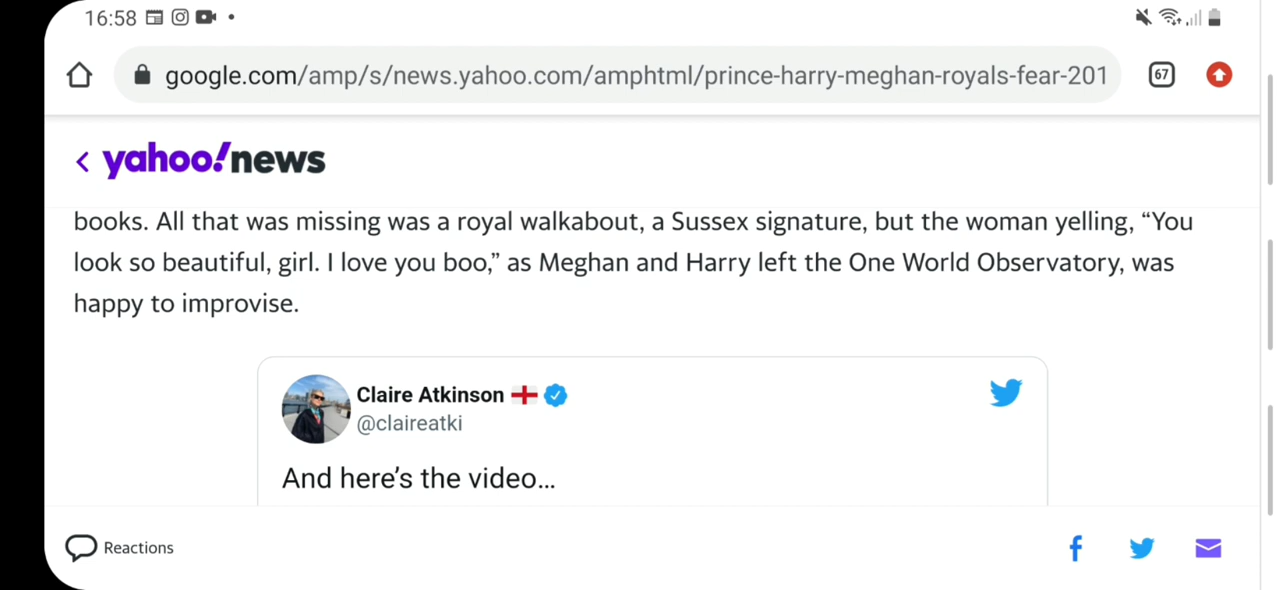 16:58
google.com/amp/s/news.yahoo.com/amphtml/prince-harry-meghan-royals-fear-201
67
yahoo!news
books. All that was missing was a royal walkabout, a Sussex signature, but the woman yelling, “You
look so beautiful, girl. I love you boo,” as Meghan and Harry left the One World Observatory, was
happy to improvise.
Claire Atkinson
@claireatki
And here’s the video…
Reactions